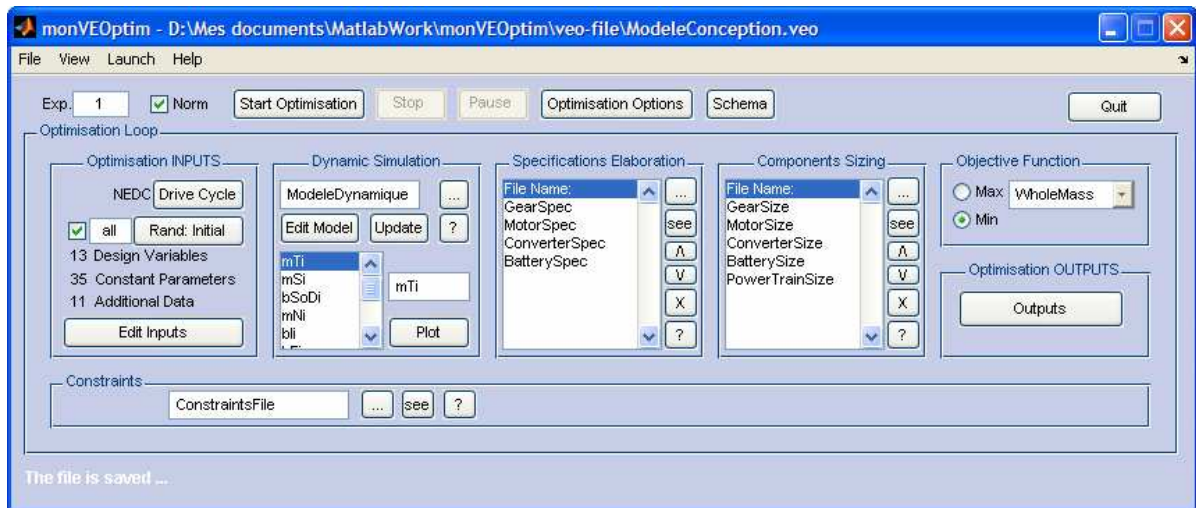 monVEOptim - D:\Mes documents\MatlabWork\monVEOptim\veo-file\ModeleConception.veo
File View Launch Help
Exp. 1 Norm Start Optimisation Stop Pause Optimisation Options Schema Quit
Optimisation Loop
Optimisation INPUTS
NEDC Drive Cycle
all Rand: Initial
13 Design Variables
35 Constant Parameters
11 Additional Data
Edit Inputs
Dynamic Simulation
ModeleDynamique ...
Edit Model Update ?
mTi
mSi
bSoDi
mNi
bIi
mTi
Plot
Specifications Elaboration
File Name:
GearSpec
MotorSpec
ConverterSpec
BatterySpec
...
see
Λ
V
X
?
Components Sizing
File Name:
GearSize
MotorSize
ConverterSize
BatterySize
PowerTrainSize
...
see
Λ
V
X
?
Objective Function
Max WholeMass
Min
Optimisation OUTPUTS
Outputs
Constraints
ConstraintsFile ... see ?
The file is saved ...